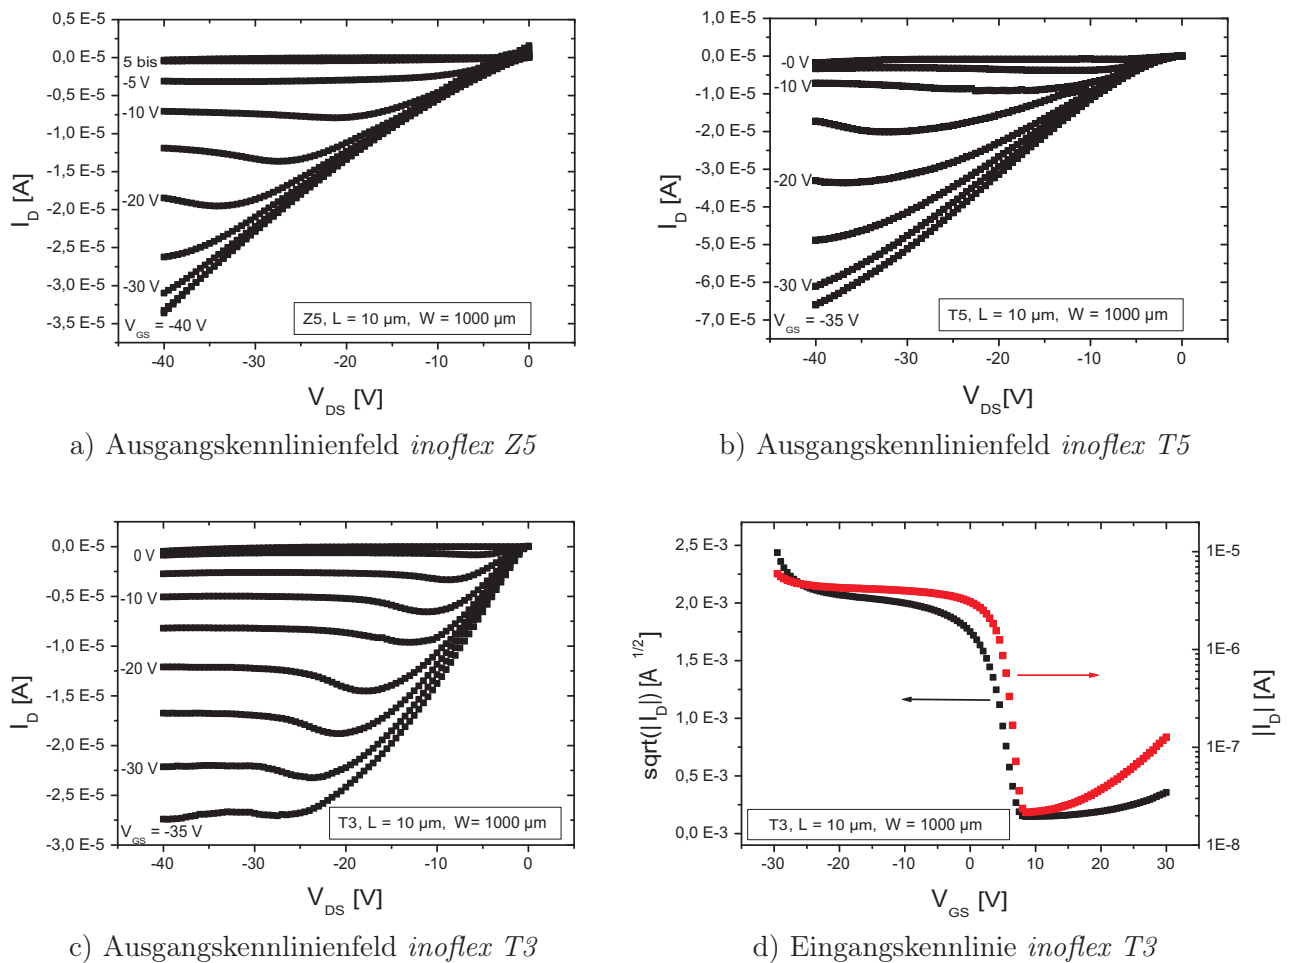 0,5 E-5
0,0 E-5
-0,5 E-5
-1,0 E-5
-1,5 E-5
-2,0 E-5
-2,5 E-5
-3,0 E-5
-3,5 E-5
I_D [A]
5 bis
-5 V
-10 V
-20 V
-30 V
V_GS = -40 V
Z5, L = 10 µm, W = 1000 µm
-40 -30 -20 -10 0
V_DS [V]
a) Ausgangskennlinienfeld inoflex Z5
1,0 E-5
0,0 E-5
-1,0 E-5
-2,0 E-5
-3,0 E-5
-4,0 E-5
-5,0 E-5
-6,0 E-5
-7,0 E-5
I_D [A]
-0 V
-10 V
-20 V
-30 V
V_GS = -35 V
T5, L = 10 µm, W = 1000 µm
-40 -30 -20 -10 0
V_DS[V]
b) Ausgangskennlinienfeld inoflex T5
0,0 E-5
-0,5 E-5
-1,0 E-5
-1,5 E-5
-2,0 E-5
-2,5 E-5
-3,0 E-5
I_D [A]
0 V
-10 V
-20 V
-30 V
V_GS = -35 V
T3, L = 10 µm, W= 1000 µm
-40 -30 -20 -10 0
V_DS [V]
c) Ausgangskennlinienfeld inoflex T3
2,5 E-3
2,0 E-3
1,5 E-3
1,0 E-3
0,5 E-3
0,0 E-3
sqrt(|I_D|) [A^1/2]
1E-5
1E-6
1E-7
1E-8
|I_D| [A]
T3, L = 10 µm, W = 1000 µm
-30 -20 -10 0 10 20 30
V_GS [V]
d) Eingangskennlinie inoflex T3